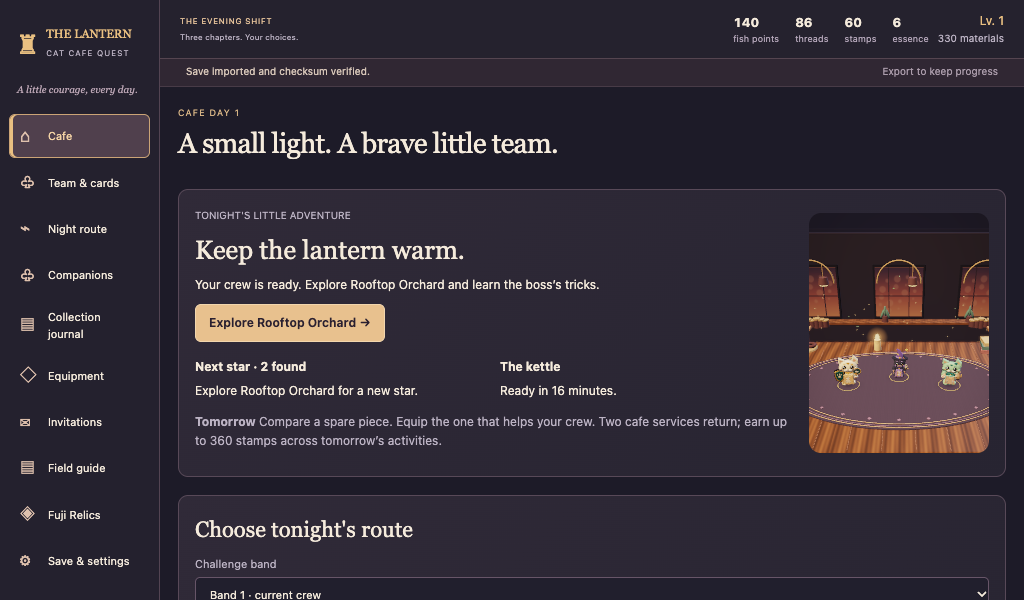 THE LANTERN
CAT CAFE QUEST
A little courage, every day.
Cafe
Team & cards
Night route
Companions
Collection
journal
Equipment
Invitations
Field guide
Fuji Relics
Save & settings
THE EVENING SHIFT
Three chapters. Your choices.
140
fish points
86
threads
60
stamps
6
essence
Lv. 1
330 materials
Save imported and checksum verified.
Export to keep progress
CAFE DAY 1
A small light. A brave little team.
TONIGHT'S LITTLE ADVENTURE
Keep the lantern warm.
Your crew is ready. Explore Rooftop Orchard and learn the boss's tricks.
Explore Rooftop Orchard →
Next star · 2 found
Explore Rooftop Orchard for a new star.
The kettle
Ready in 16 minutes.
Tomorrow Compare a spare piece. Equip the one that helps your crew. Two cafe services return; earn up
to 360 stamps across tomorrow's activities.
Choose tonight's route
Challenge band
Band 1 · current crew